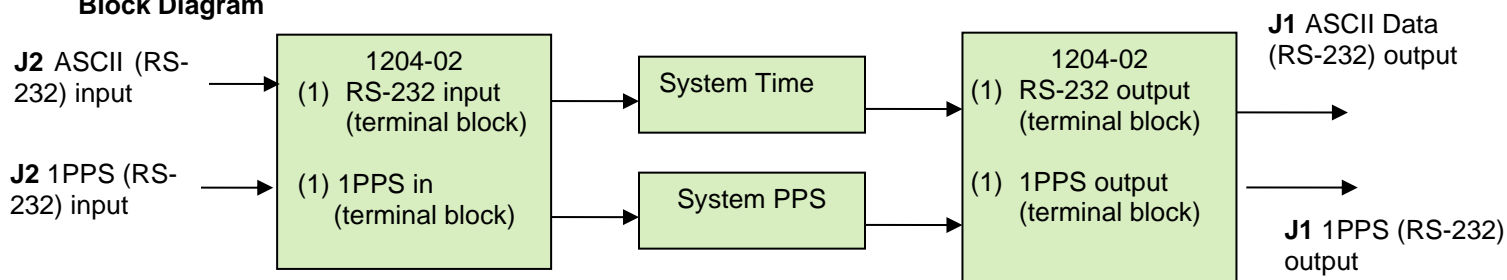 Block Diagram
J2 ASCII (RS-
232) input
J2 1PPS (RS-
232) input
1204-02
(1) RS-232 input
(terminal block)
(1) 1PPS in
(terminal block)
System Time
System PPS
1204-02
(1) RS-232 output
(terminal block)
(1) 1PPS output
(terminal block)
J1 ASCII Data
(RS-232) output
J1 1PPS (RS-232)
output